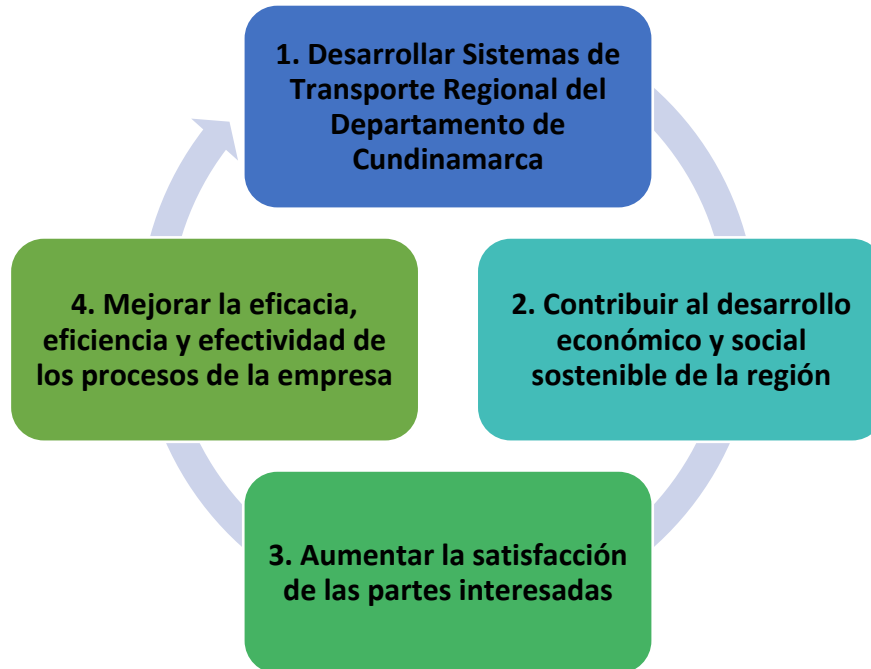 1. Desarrollar Sistemas de
Transporte Regional del
Departamento de
Cundinamarca
2. Contribuir al desarrollo
económico y social
sostenible de la región
3. Aumentar la satisfacción
de las partes interesadas
4. Mejorar la eficacia,
eficiencia y efectividad de
los procesos de la empresa